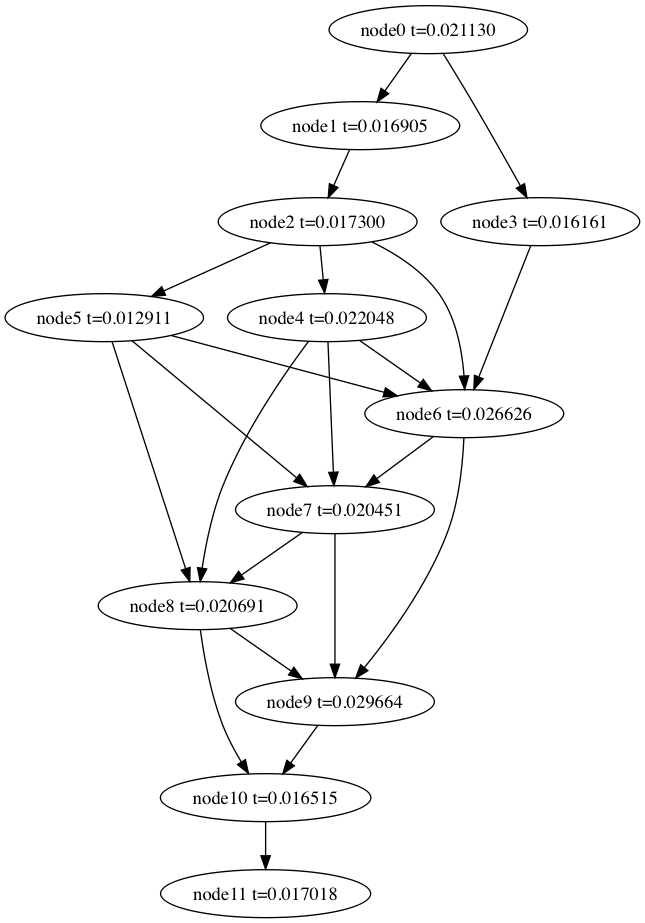 node0 t=0.021130
node1 t=0.016905
node2 t=0.017300
node3 t=0.016161
node5 t=0.012911
node4 t=0.022048
node6 t=0.026626
node7 t=0.020451
node8 t=0.020691
node9 t=0.029664
node10 t=0.016515
node11 t=0.017018